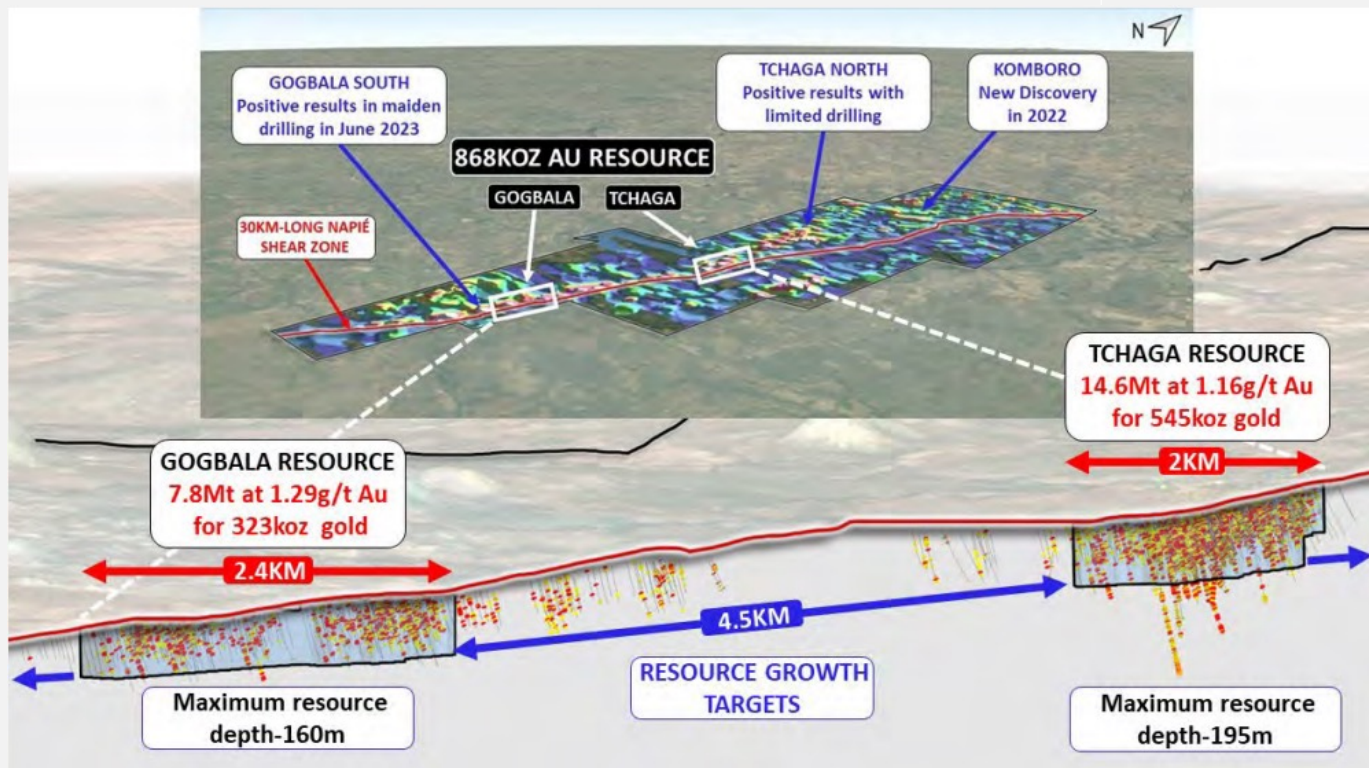 N
GOGBALA SOUTH
Positive results in maiden
drilling in June 2023
TCHAGA NORTH
Positive results with
limited drilling
KOMBORO
New Discovery
in 2022
868KOZ AU RESOURCE
GOGBALA
TCHAGA
30KM-LONG NAPIÉ
SHEAR ZONE
TCHAGA RESOURCE
14.6Mt at 1.16g/t Au
for 545koz gold
2KM
GOGBALA RESOURCE
7.8Mt at 1.29g/t Au
for 323koz gold
2.4KM
4.5KM
RESOURCE GROWTH
TARGETS
Maximum resource
depth-160m
Maximum resource
depth-195m